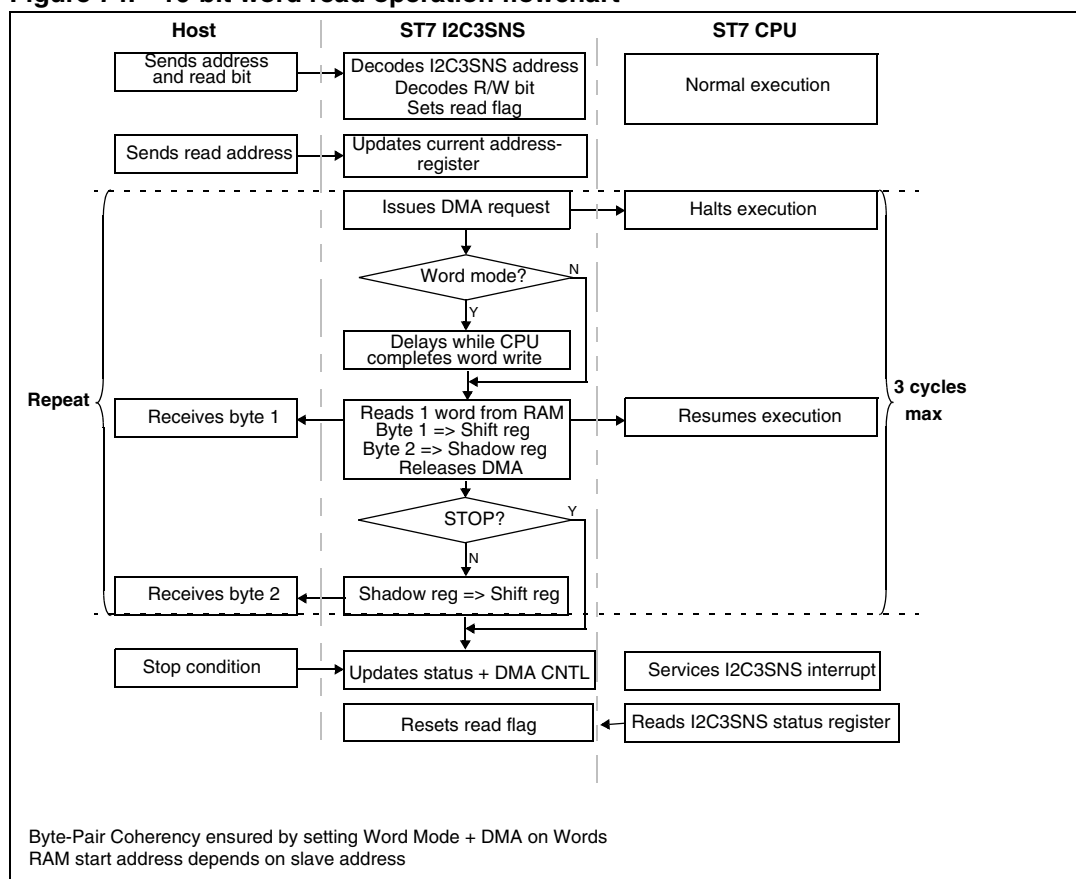 Host
ST7 I2C3SNS
ST7 CPU
Sends address
and read bit
Decodes I2C3SNS address
Decodes R/W bit
Sets read flag
Normal execution
Sends read address
Updates current address-
register
Issues DMA request
Halts execution
Word mode?
N
Y
Delays while CPU
completes word write
Repeat
3 cycles
max
Receives byte 1
Reads 1 word from RAM
Byte 1 => Shift reg
Byte 2 => Shadow reg
Releases DMA
Resumes execution
STOP?
Y
N
Receives byte 2
Shadow reg => Shift reg
Stop condition
Updates status + DMA CNTL
Services I2C3SNS interrupt
Resets read flag
Reads I2C3SNS status register
Byte-Pair Coherency ensured by setting Word Mode + DMA on Words
RAM start address depends on slave address